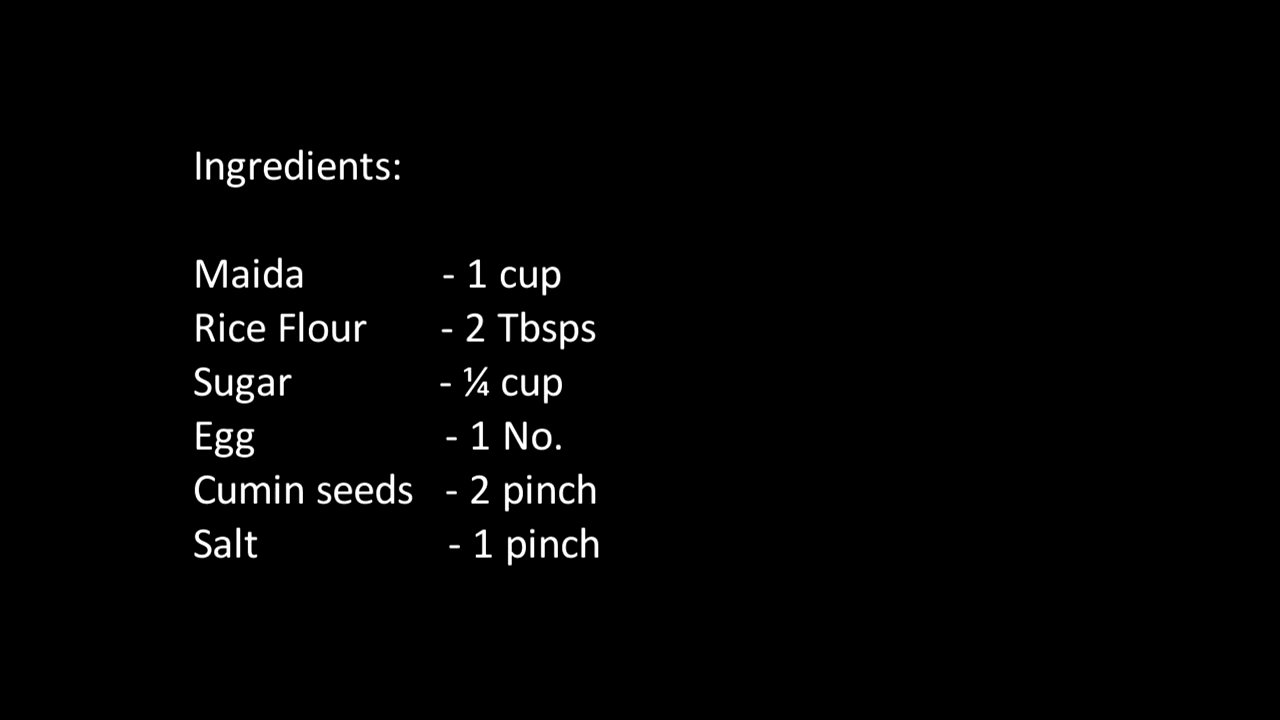 Ingredients:
Maida - 1 cup
Rice Flour - 2 Tbsps
Sugar - ¼ cup
Egg - 1 No.
Cumin seeds - 2 pinch
Salt - 1 pinch